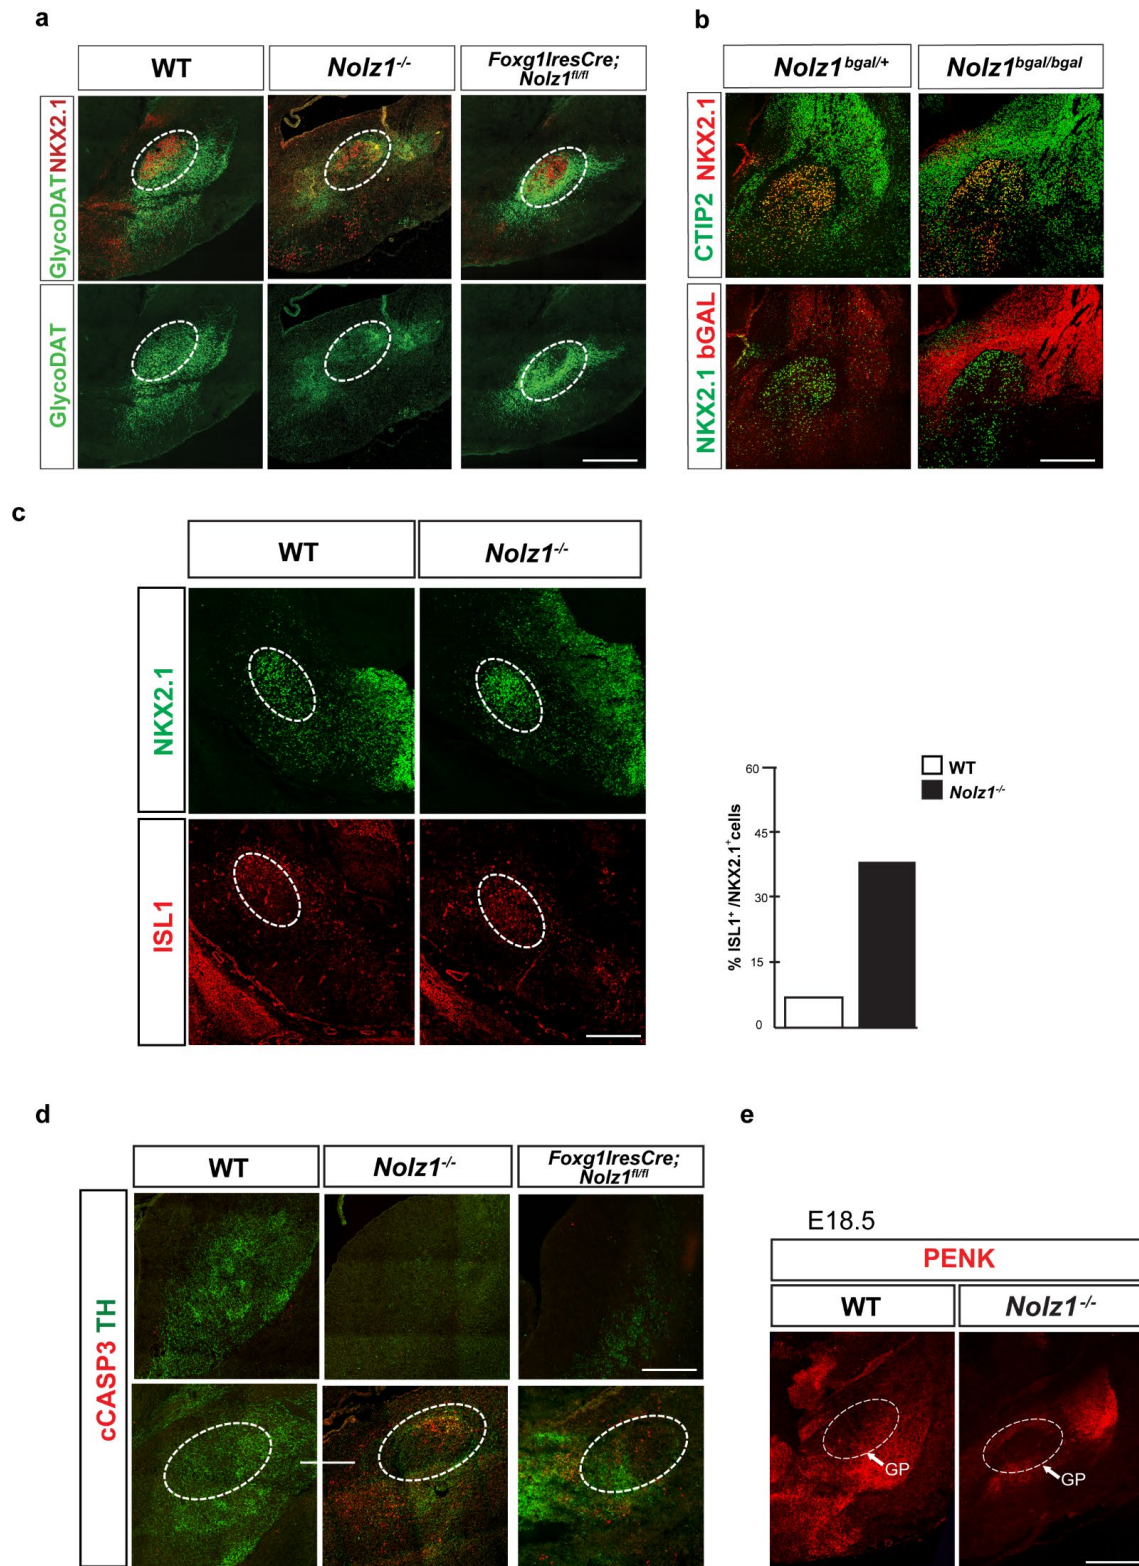 a
WT
Nolz1-/-
Foxg1IresCre;
Nolz1fl/fl
GlycoDATNKX2.1
GlycoDAT
b
Nolz1bgal/+
Nolz1bgal/bgal
CTIP2 NKX2.1
NKX2.1 bGAL
c
WT
Nolz1-/-
NKX2.1
ISL1
WT
Nolz1-/-
% ISL1+ /NKX2.1+cells
60
45
30
15
0
d
WT
Nolz1-/-
Foxg1IresCre;
Nolz1fl/fl
cCASP3 TH
e
E18.5
PENK
WT
Nolz1-/-
GP
GP